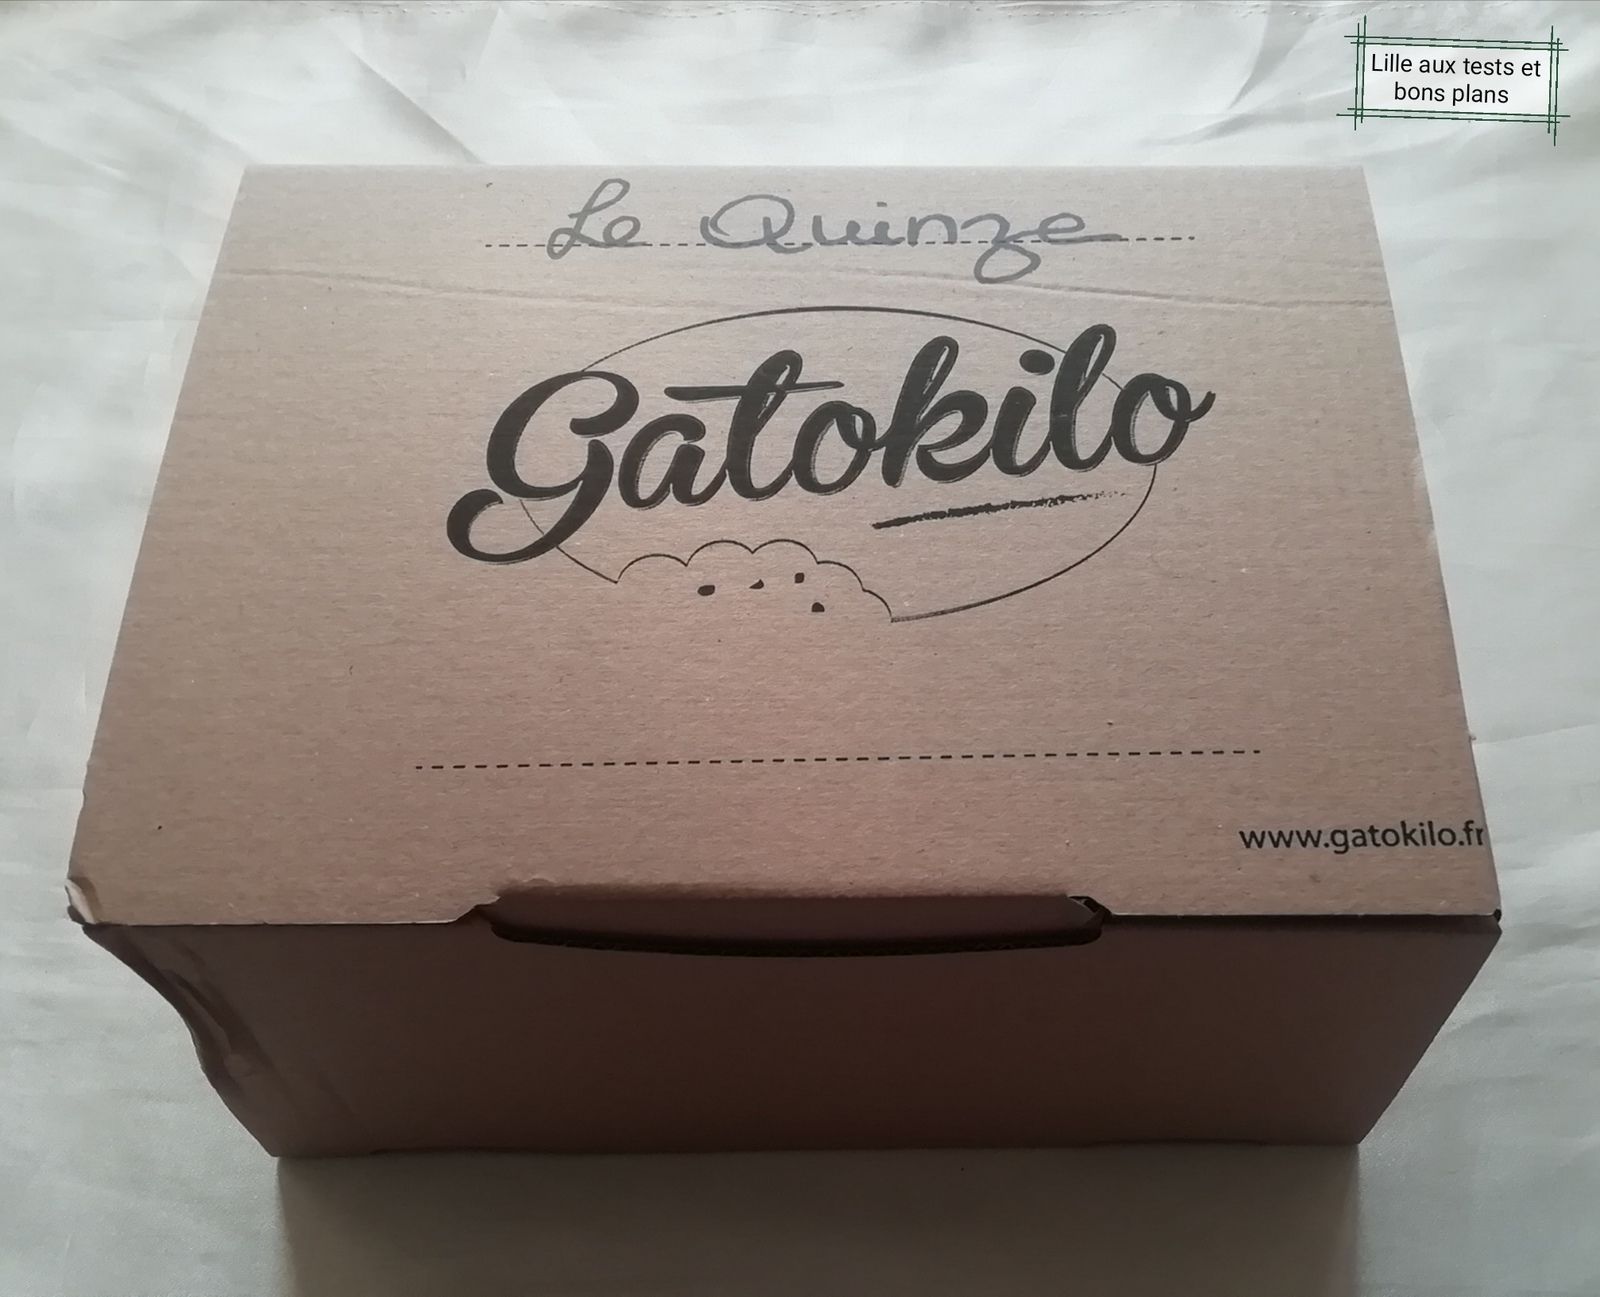 Lille aux tests et
bons plans
Le Quinze
Gatokilo
www.gatokilo.fr